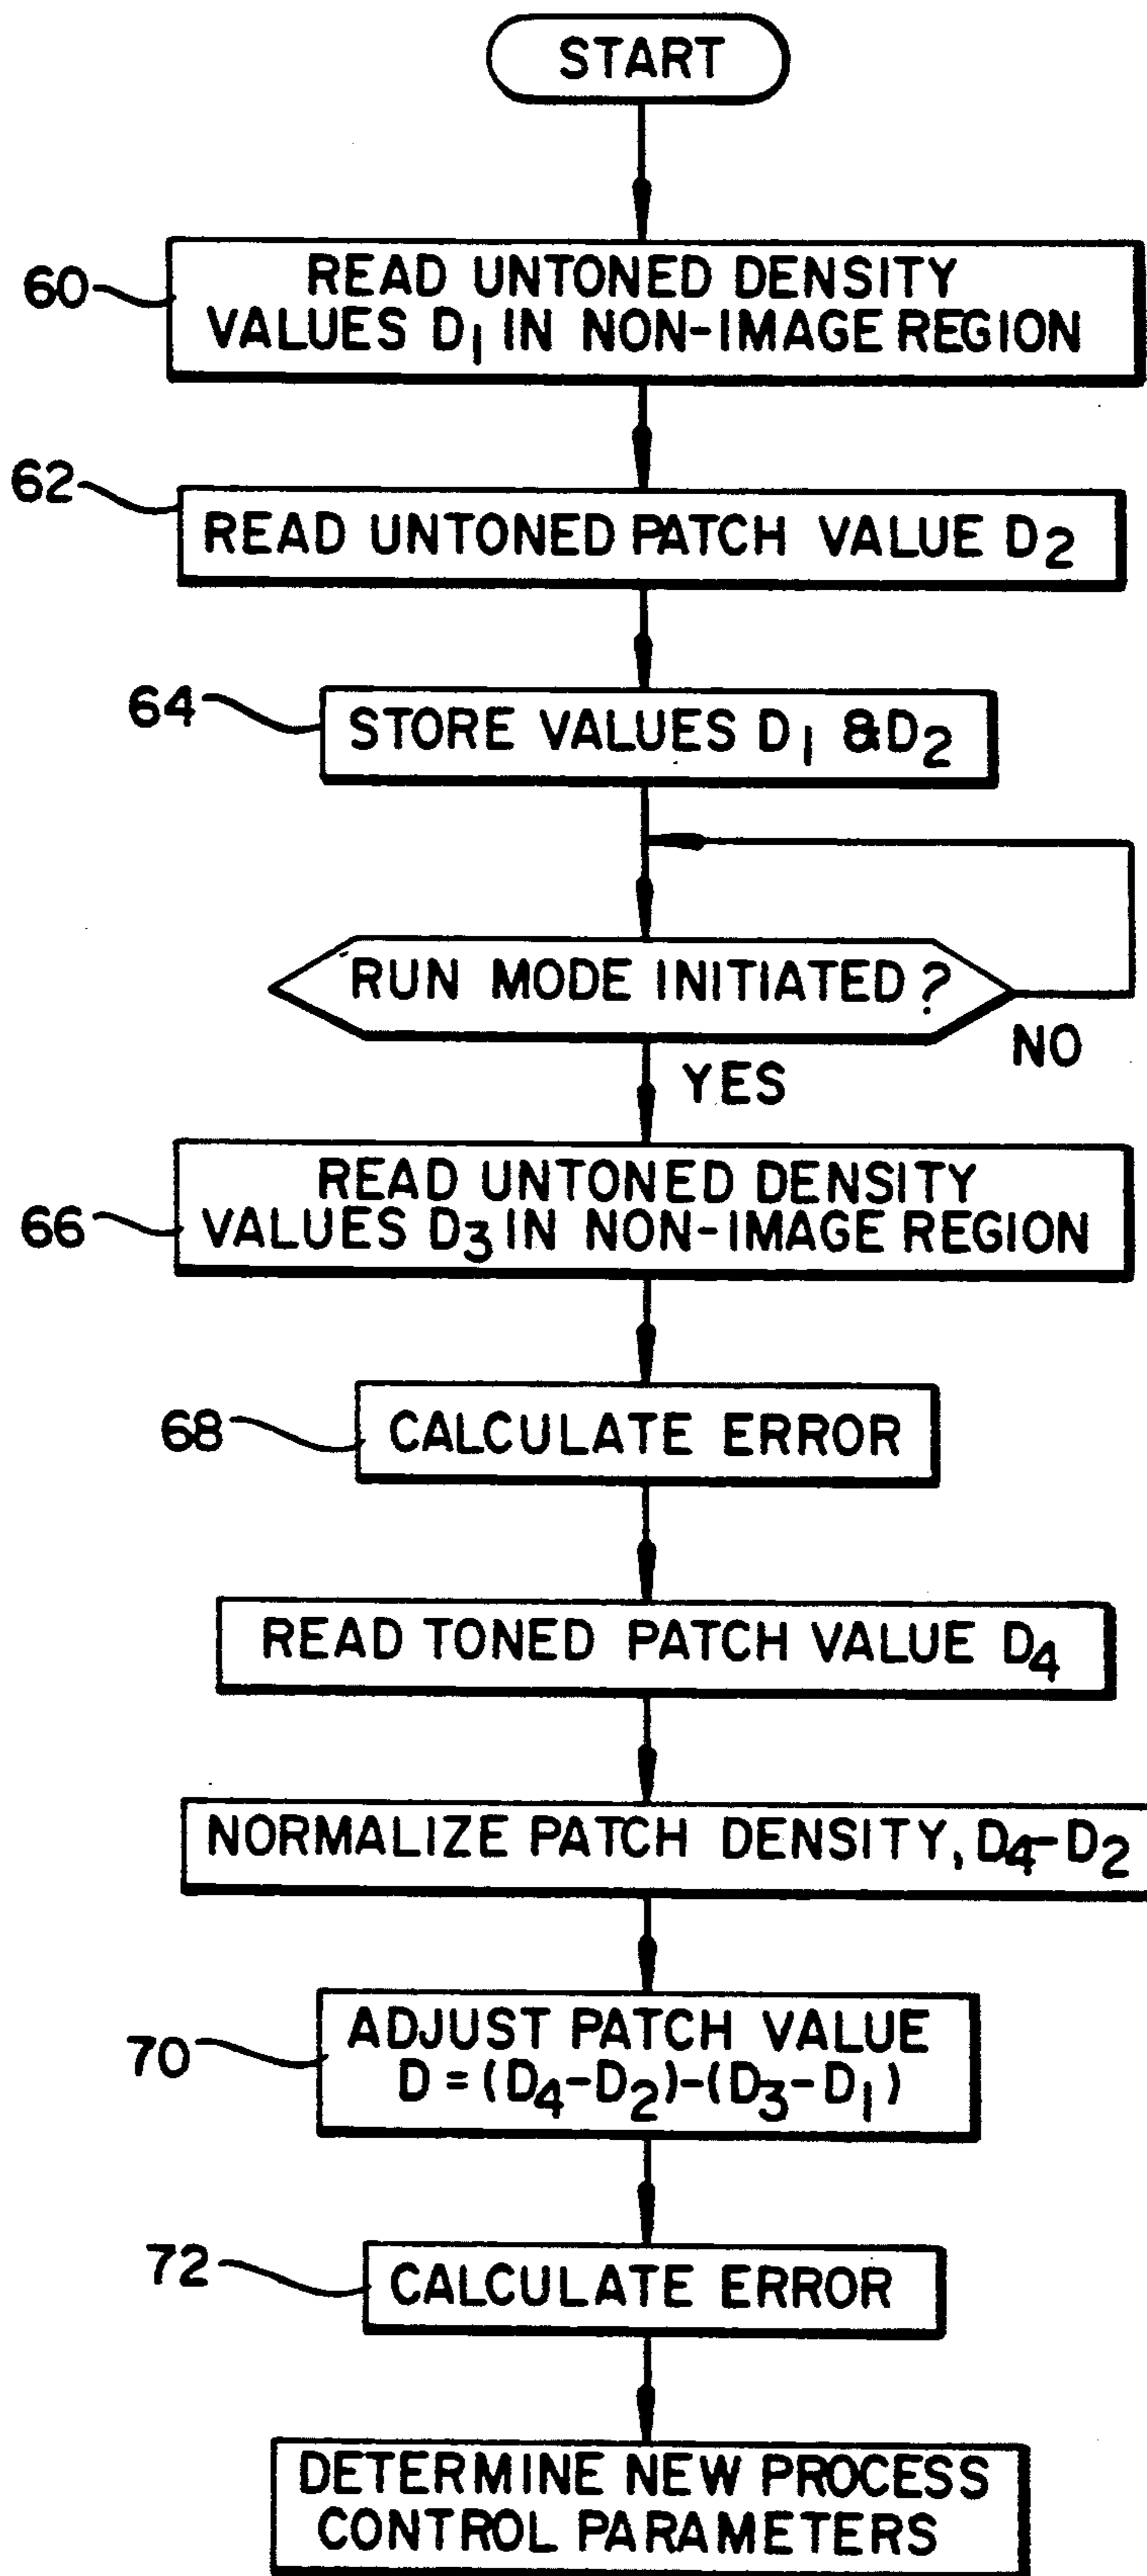 START
60
READ UNTONED DENSITY
VALUES D1 IN NON-IMAGE REGION
62
READ UNTONED PATCH VALUE D2
64
STORE VALUES D1 & D2
RUN MODE INITIATED?
NO
YES
66
READ UNTONED DENSITY
VALUES D3 IN NON-IMAGE REGION
68
CALCULATE ERROR
READ TONED PATCH VALUE D4
NORMALIZE PATCH DENSITY, D4-D2
70
ADJUST PATCH VALUE
D = (D4-D2)-(D3-D1)
72
CALCULATE ERROR
DETERMINE NEW PROCESS
CONTROL PARAMETERS